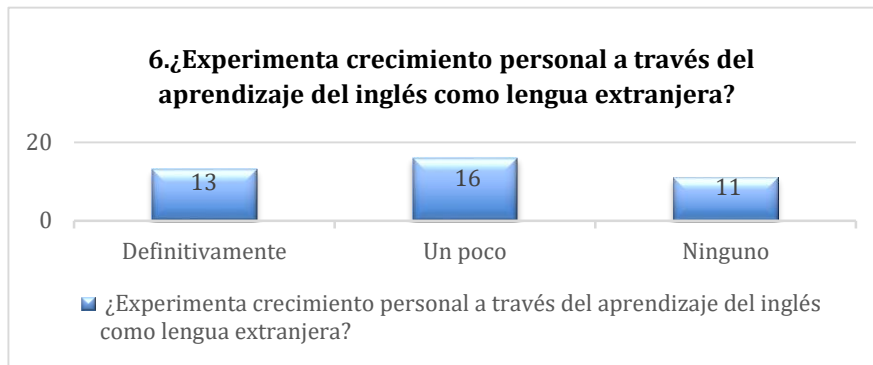 6.¿Experimenta crecimiento personal a través del
aprendizaje del inglés como lengua extranjera?
20
13
16
11
0
Definitivamente
Un poco
Ninguno
¿Experimenta crecimiento personal a través del aprendizaje del inglés
como lengua extranjera?